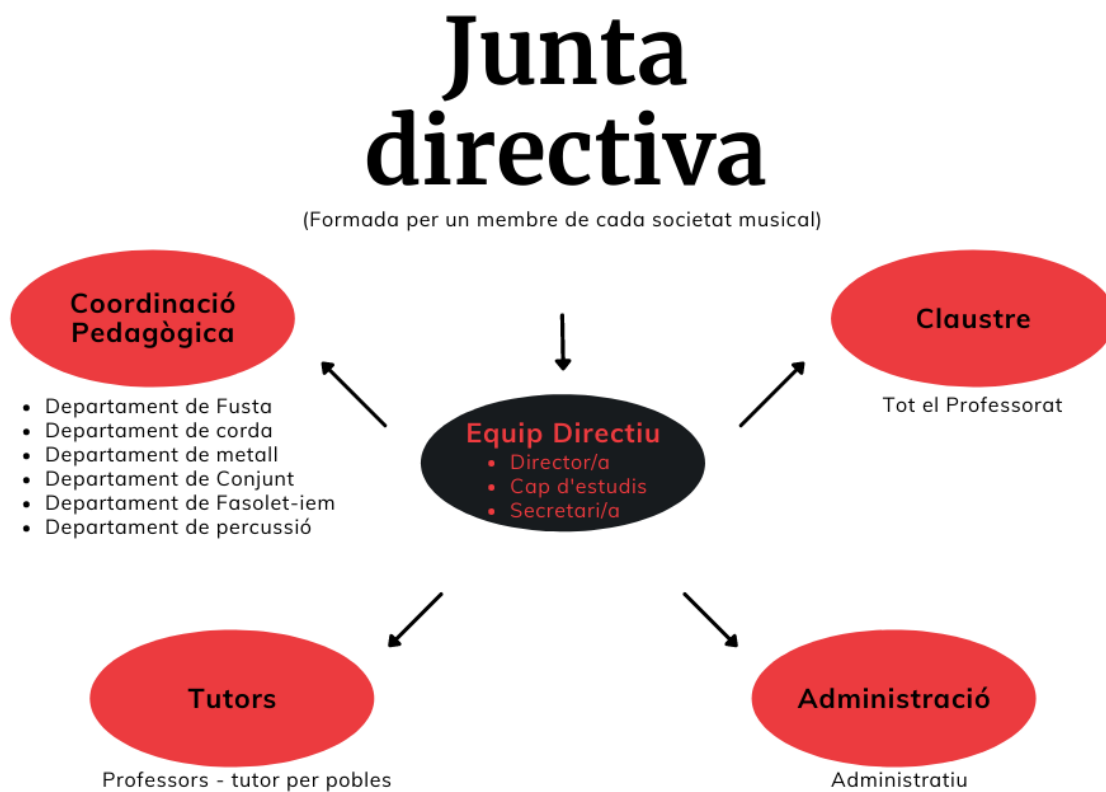 Junta
directiva
(Formada per un membre de cada societat musical)
Coordinació
Pedagògica
• Departament de Fusta
• Departament de corda
• Departament de metall
• Departament de Conjunt
• Departament de Fasolet-iem
• Departament de percussió
Claustre
Tot el Professorat
Equip Directiu
• Director/a
• Cap d'estudis
• Secretari/a
Tutors
Professors - tutor per pobles
Administració
Administratiu